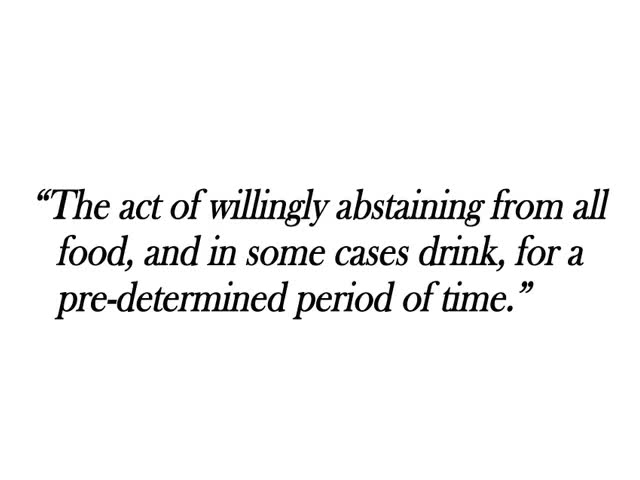 “The act of willingly abstaining from all
food, and in some cases drink, for a
pre-determined period of time.”